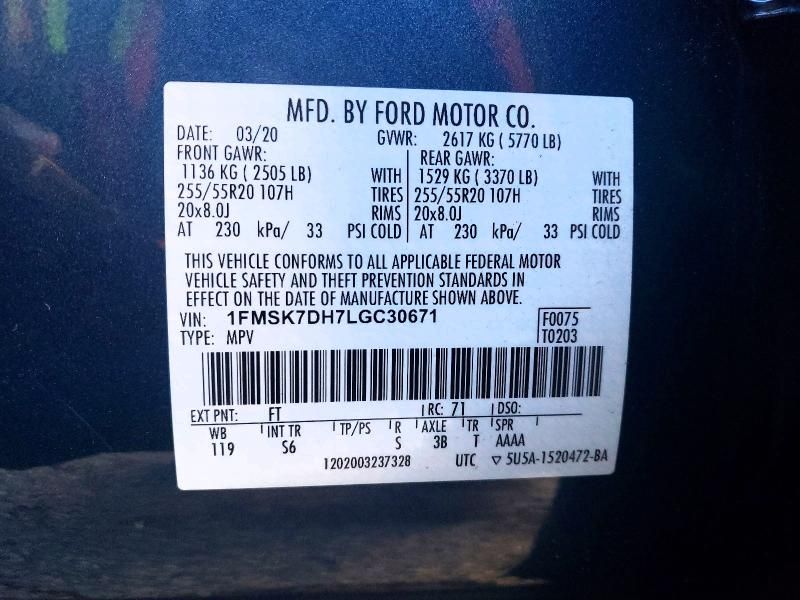 MFD. BY FORD MOTOR CO.
DATE: 03/20 GVWR: 2617 KG ( 5770 LB)
FRONT GAWR: REAR GAWR:
1136 KG ( 2505 LB) WITH 1529 KG ( 3370 LB) WITH
255/55R20 107H TIRES 255/55R20 107H TIRES
20x8.0J RIMS 20x8.0J RIMS
AT 230 kPa/ 33 PSI COLD AT 230 kPa/ 33 PSI COLD
THIS VEHICLE CONFORMS TO ALL APPLICABLE FEDERAL MOTOR
VEHICLE SAFETY AND THEFT PREVENTION STANDARDS IN
EFFECT ON THE DATE OF MANUFACTURE SHOWN ABOVE.
VIN: 1FMSK7DH7LGC30671 F0075
TYPE: MPV T0203
EXT PNT: FT RC: 71 DSO:
WB INT TR TP/PS R AXLE TR SPR
119 S6 S 3B T AAAA
1202003237328 UTC ▽ 5U5A-1520472-BA